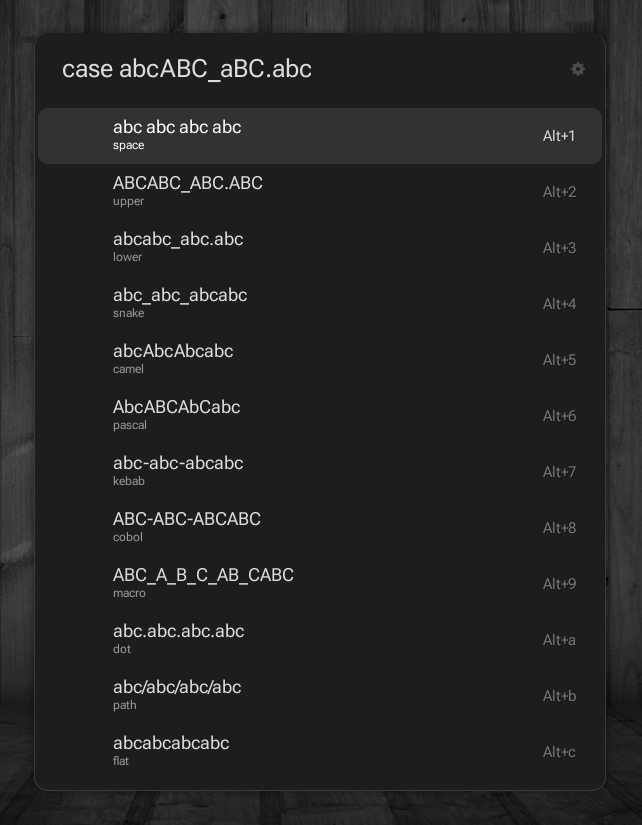 case abcABC_aBC.abc
abc abc abc abc
space
Alt+1
ABCABC_ABC.ABC
upper
Alt+2
abcabc_abc.abc
lower
Alt+3
abc_abc_abcabc
snake
Alt+4
abcAbcAbcabc
camel
Alt+5
AbcABCAbCabc
pascal
Alt+6
abc-abc-abcabc
kebab
Alt+7
ABC-ABC-ABCABC
cobol
Alt+8
ABC_A_B_C_AB_CABC
macro
Alt+9
abc.abc.abc.abc
dot
Alt+a
abc/abc/abc/abc
path
Alt+b
abcabcabcabc
flat
Alt+c